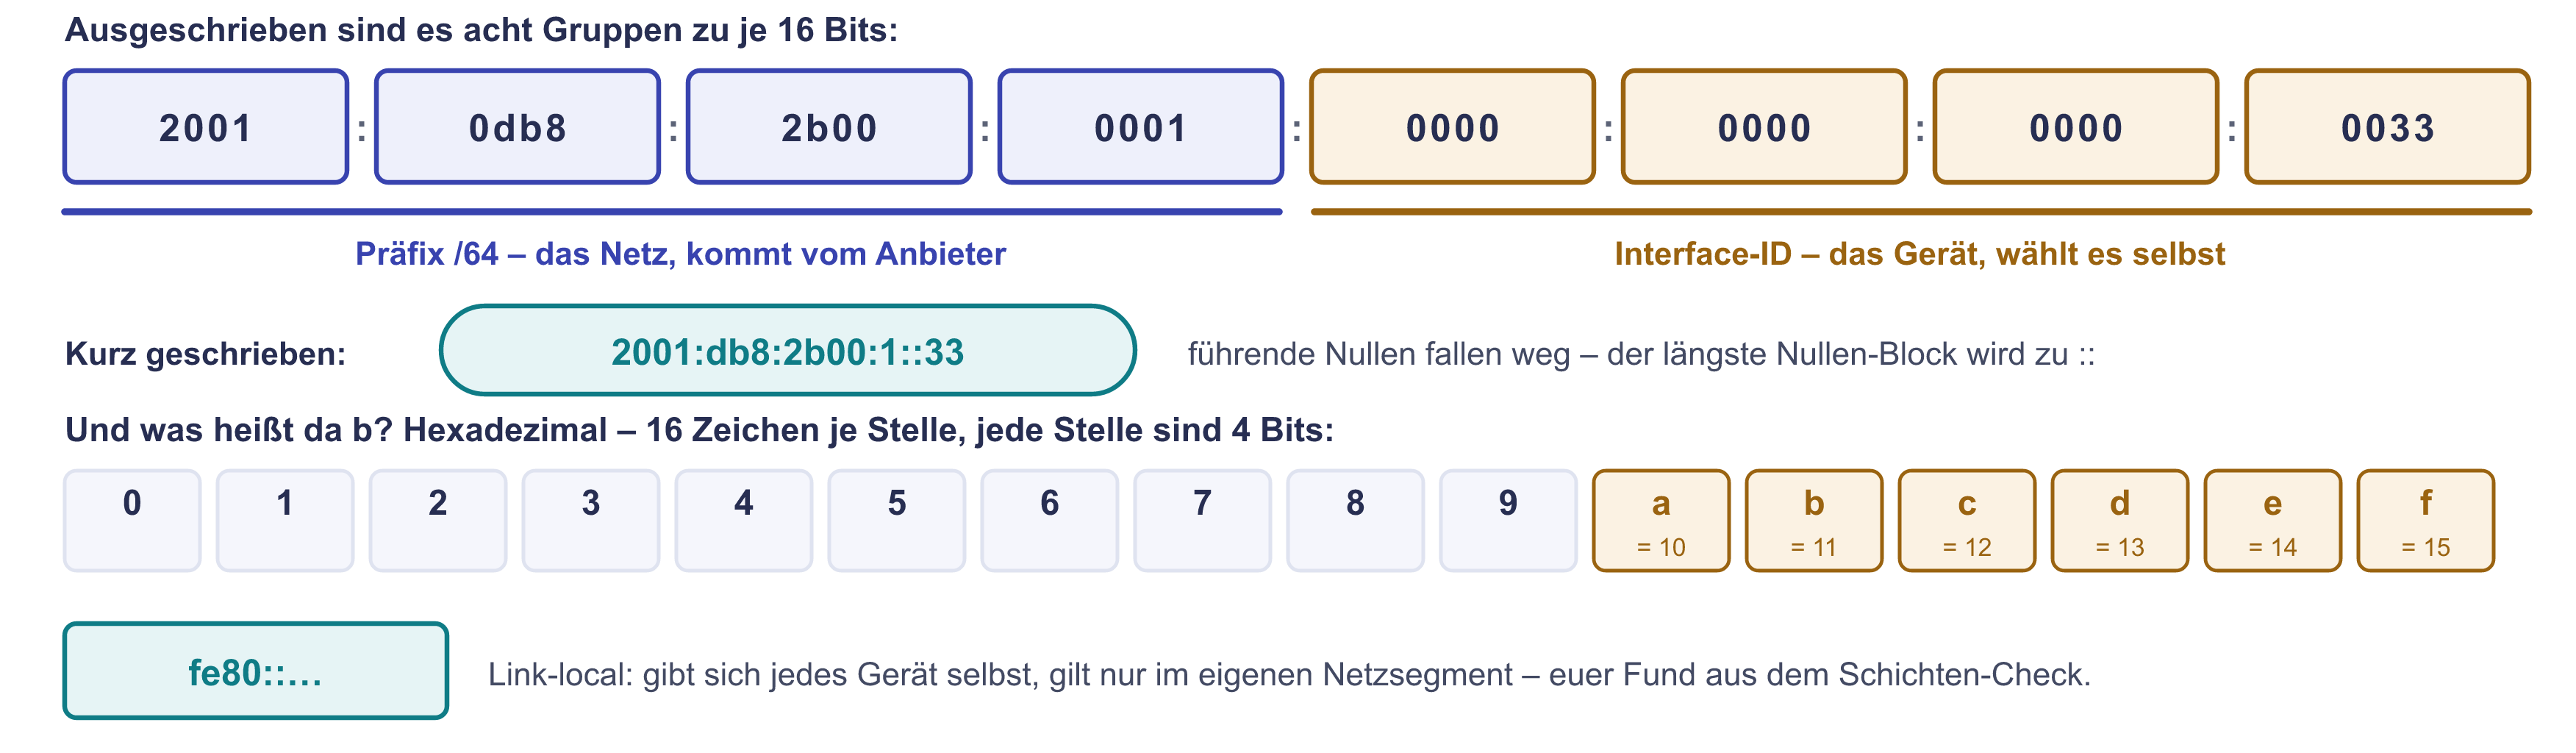 Ausgeschrieben sind es acht Gruppen zu je 16 Bits:
2001 : 0db8 : 2b00 : 0001 : 0000 : 0000 : 0000 : 0033
Präfix /64 – das Netz, kommt vom Anbieter
Interface-ID – das Gerät, wählt es selbst
Kurz geschrieben: 2001:db8:2b00:1::33 führende Nullen fallen weg – der längste Nullen-Block wird zu ::
Und was heißt da b? Hexadezimal – 16 Zeichen je Stelle, jede Stelle sind 4 Bits:
0 1 2 3 4 5 6 7 8 9 a b c d e f
= 10 = 11 = 12 = 13 = 14 = 15
fe80::… Link-local: gibt sich jedes Gerät selbst, gilt nur im eigenen Netzsegment – euer Fund aus dem Schichten-Check.